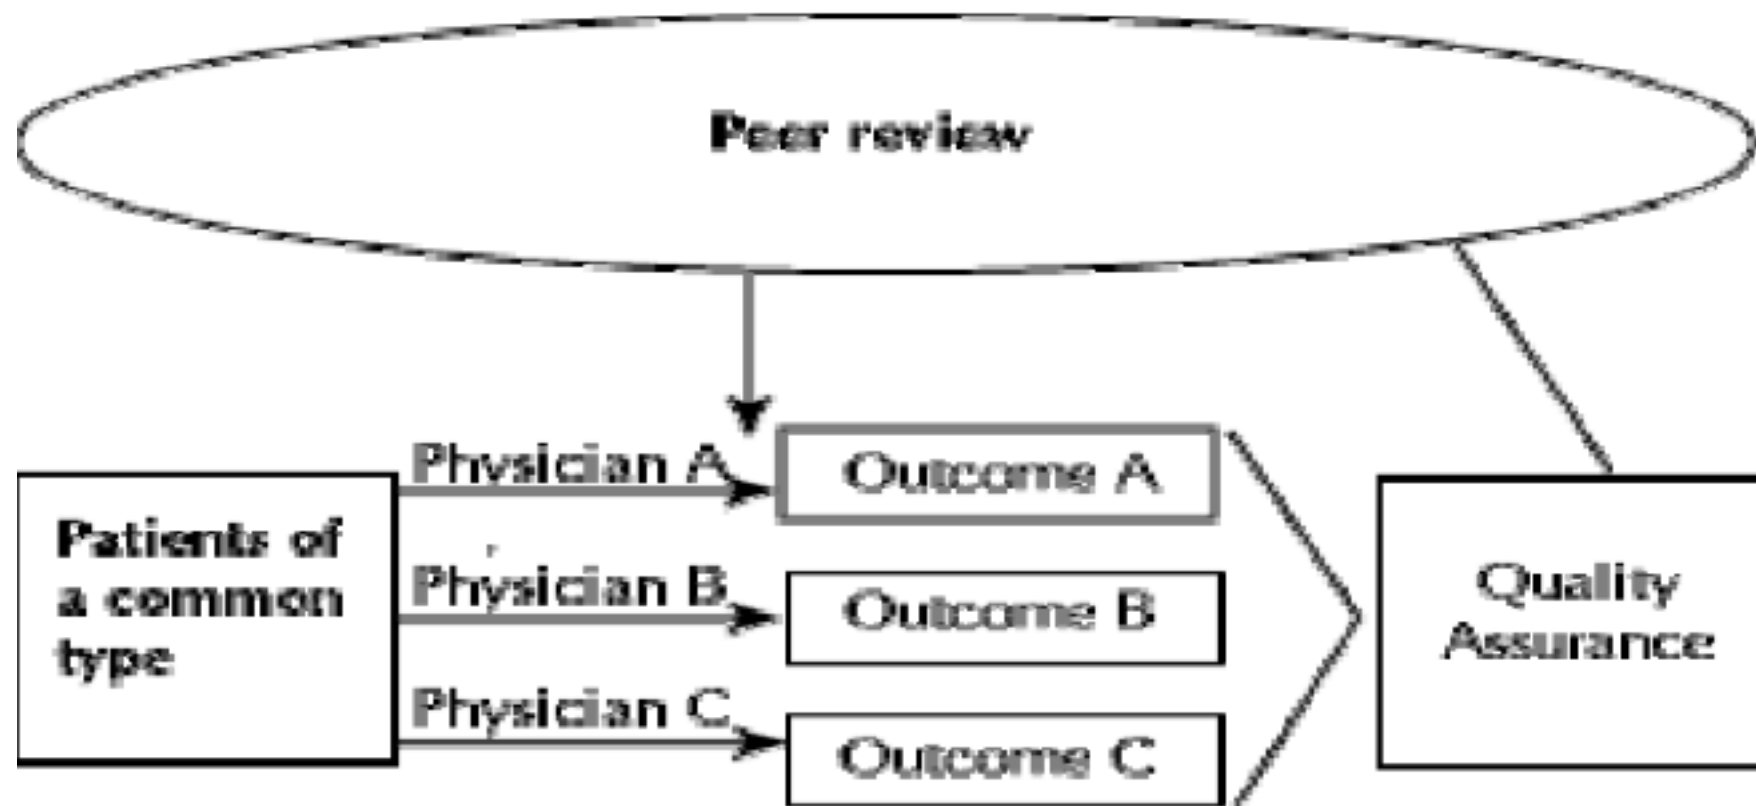 Peer review
Physician A
Outcome A
Patients of
a common
type
Physician B
Outcome B
Quality
Assurance
Physician C
Outcome C